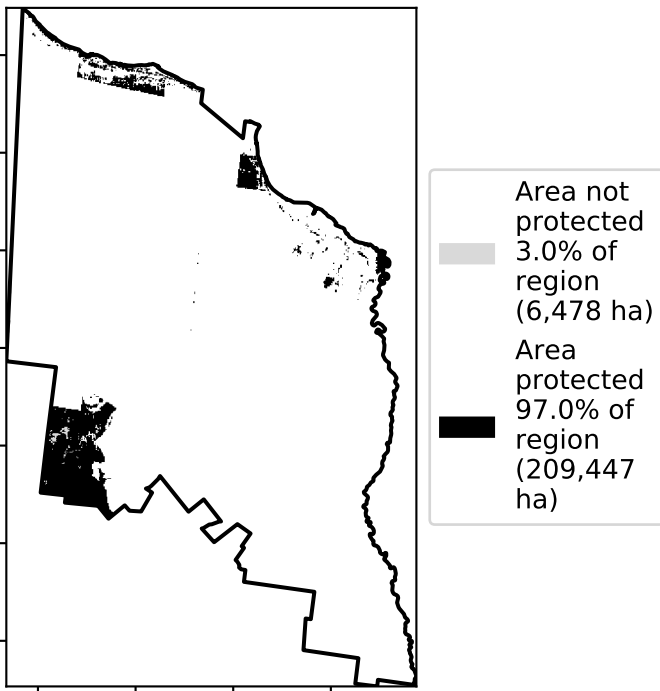 Area not
protected
3.0% of
region
(6,478 ha)
Area
protected
97.0% of
region
(209,447
ha)